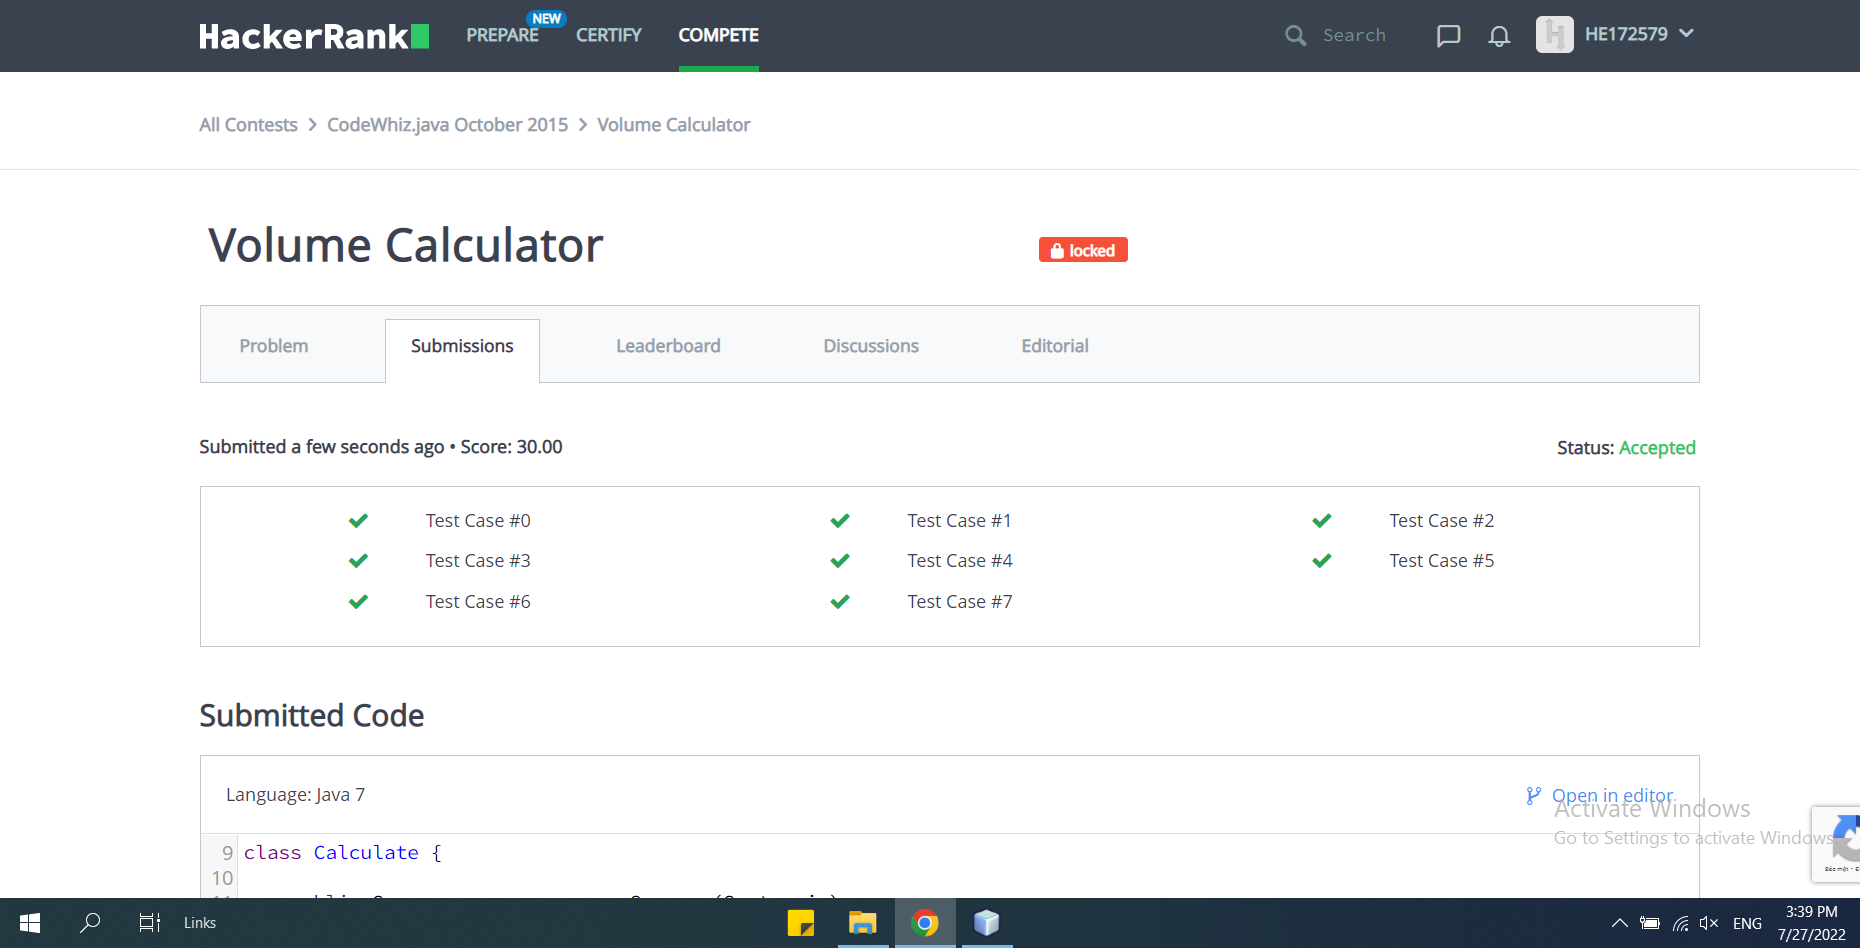 HackerRank PREPARE NEW CERTIFY COMPETE Search HE172579
All Contests > CodeWhiz.java October 2015 > Volume Calculator
Volume Calculator locked
Problem Submissions Leaderboard Discussions Editorial
Submitted a few seconds ago • Score: 30.00 Status: Accepted
Test Case #0 Test Case #1 Test Case #2
Test Case #3 Test Case #4 Test Case #5
Test Case #6 Test Case #7
Submitted Code
Language: Java 7 Open in editor
Activate Windows
Go to Settings to activate Windows.
9 class Calculate {
10
Links ENG 3:39 PM
7/27/2022